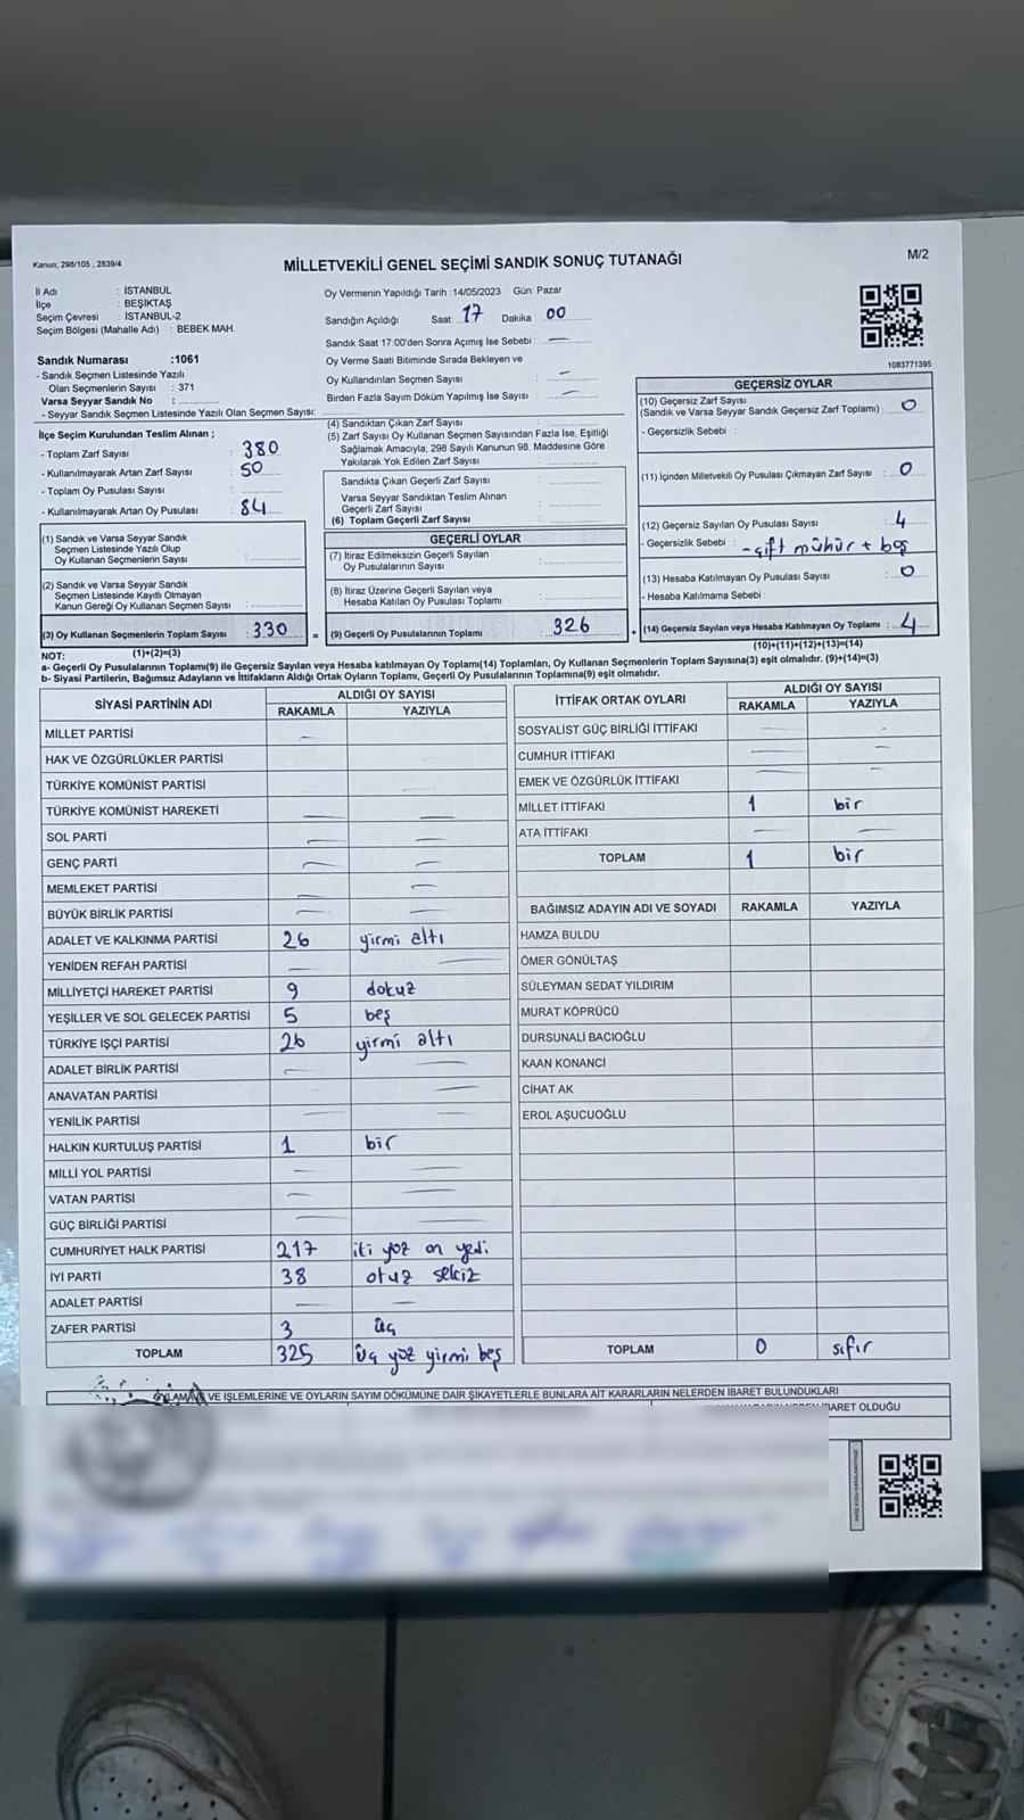 Kanun; 298/105 , 2839/4
MİLLETVEKİLİ GENEL SEÇİMİ SANDIK SONUÇ TUTANAĞI
M/2
İl Adı : İSTANBUL
İlçe : BEŞİKTAŞ
Seçim Çevresi : İSTANBUL-2
Seçim Bölgesi (Mahalle Adı) : BEBEK MAH.
Sandık Numarası :1061
- Sandık Seçmen Listesinde Yazılı
Olan Seçmenlerin Sayısı : 371
Varsa Seyyar Sandık No :
- Seyyar Sandık Seçmen Listesinde Yazılı Olan Seçmen Sayısı:
Oy Vermenin Yapıldığı Tarih :14/05/2023 Gün Pazar
Sandığın Açıldığı Saat 17 Dakika 00
Sandık Saat 17:00'den Sonra Açımış İse Sebebi : —
Oy Verme Saati Bitiminde Sırada Bekleyen ve
Oy Kullandırılan Seçmen Sayısı : —
Birden Fazla Sayım Döküm Yapılmış İse Sayısı : —
1083771395
İlçe Seçim Kurulundan Teslim Alınan ;
- Toplam Zarf Sayısı : 380
- Kullanılmayarak Artan Zarf Sayısı : 50
- Toplam Oy Pusulası Sayısı :
- Kullanılmayarak Artan Oy Pusulası : 84
(1) Sandık ve Varsa Seyyar Sandık
Seçmen Listesinde Yazılı Olup
Oy Kullanan Seçmenlerin Sayısı :
(2) Sandık ve Varsa Seyyar Sandık
Seçmen Listesinde Kayıtlı Olmayan
Kanun Gereği Oy Kullanan Seçmen Sayısı :
(3) Oy Kullanan Seçmenlerin Toplam Sayısı : 330
(1)+(2)=(3)
(4) Sandıktan Çıkan Zarf Sayısı :
(5) Zarf Sayısı Oy Kullanan Seçmen Sayısından Fazla İse, Eşitliği
Sağlamak Amacıyla, 298 Sayılı Kanunun 98. Maddesine Göre
Yakılarak Yok Edilen Zarf Sayısı :
Sandıkta Çıkan Geçerli Zarf Sayısı :
Varsa Seyyar Sandıktan Teslim Alınan
Geçerli Zarf Sayısı :
(6) Toplam Geçerli Zarf Sayısı :
GEÇERLİ OYLAR
(7) İtiraz Edilmeksizin Geçerli Sayılan
Oy Pusulalarının Sayısı :
(8) İtiraz Üzerine Geçerli Sayılan veya
Hesaba Katılan Oy Pusulası Toplamı :
= (9) Geçerli Oy Pusulalarının Toplamı : 326
GEÇERSİZ OYLAR
(10) Geçersiz Zarf Sayısı
(Sandık ve Varsa Seyyar Sandık Geçersiz Zarf Toplamı) : 0
- Geçersizlik Sebebi :
(11) İçinden Milletvekili Oy Pusulası Çıkmayan Zarf Sayısı : 0
(12) Geçersiz Sayılan Oy Pusulası Sayısı : 4
- Geçersizlik Sebebi : - çift mühür + boş
(13) Hesaba Katılmayan Oy Pusulası Sayısı : 0
- Hesaba Katılmama Sebebi
+ (14) Geçersiz Sayılan veya Hesaba Katılmayan Oy Toplamı : 4
(10)+(11)+(12)+(13)=(14)
NOT:
a- Geçerli Oy Pusulalarının Toplamı(9) ile Geçersiz Sayılan veya Hesaba katılmayan Oy Toplamı(14) Toplamları, Oy Kullanan Seçmenlerin Toplam Sayısına(3) eşit olmalıdır. (9)+(14)=(3)
b- Siyasi Partilerin, Bağımsız Adayların ve İttifakların Aldığı Ortak Oyların Toplamı, Geçerli Oy Pusulalarının Toplamına(9) eşit olmalıdır.
SİYASİ PARTİNİN ADI ALDIĞI OY SAYISI
RAKAMLA YAZIYLA
MİLLET PARTİSİ —
HAK VE ÖZGÜRLÜKLER PARTİSİ
TÜRKİYE KOMÜNİST PARTİSİ
TÜRKİYE KOMÜNİST HAREKETİ — —
SOL PARTİ — —
GENÇ PARTİ — —
MEMLEKET PARTİSİ — —
BÜYÜK BİRLİK PARTİSİ — —
ADALET VE KALKINMA PARTİSİ 26 yirmi altı
YENİDEN REFAH PARTİSİ — —
MİLLİYETÇİ HAREKET PARTİSİ 9 dokuz
YEŞİLLER VE SOL GELECEK PARTİSİ 5 beş
TÜRKİYE İŞÇİ PARTİSİ 26 yirmi altı
ADALET BİRLİK PARTİSİ — —
ANAVATAN PARTİSİ —
YENİLİK PARTİSİ — —
HALKIN KURTULUŞ PARTİSİ 1 bir
MİLLİ YOL PARTİSİ — —
VATAN PARTİSİ — —
GÜÇ BİRLİĞİ PARTİSİ — —
CUMHURİYET HALK PARTİSİ 217 iki yüz on yedi
İYİ PARTİ 38 otuz sekiz
ADALET PARTİSİ — —
ZAFER PARTİSİ 3 üç
TOPLAM 325 üç yüz yirmi beş
İTTİFAK ORTAK OYLARI ALDIĞI OY SAYISI
RAKAMLA YAZIYLA
SOSYALİST GÜÇ BİRLİĞİ İTTİFAKI — —
CUMHUR İTTİFAKI — —
EMEK VE ÖZGÜRLÜK İTTİFAKI — —
MİLLET İTTİFAKI 1 bir
ATA İTTİFAKI — —
TOPLAM 1 bir
BAĞIMSIZ ADAYIN ADI VE SOYADI RAKAMLA YAZIYLA
HAMZA BULDU
ÖMER GÖNÜLTAŞ
SÜLEYMAN SEDAT YILDIRIM
MURAT KÖPRÜCÜ
DURSUNALİ BACIOĞLU
KAAN KONANCİ
CİHAT AK
EROL AŞUCUOĞLU
TOPLAM 0 sıfır
VE İŞLEMLERİNE VE OYLARIN SAYIM DÖKÜMÜNE DAİR ŞİKAYETLERLE BUNLARA AİT KARARLARIN NELERDEN İBARET BULUNDUKLARI
OLDUĞU